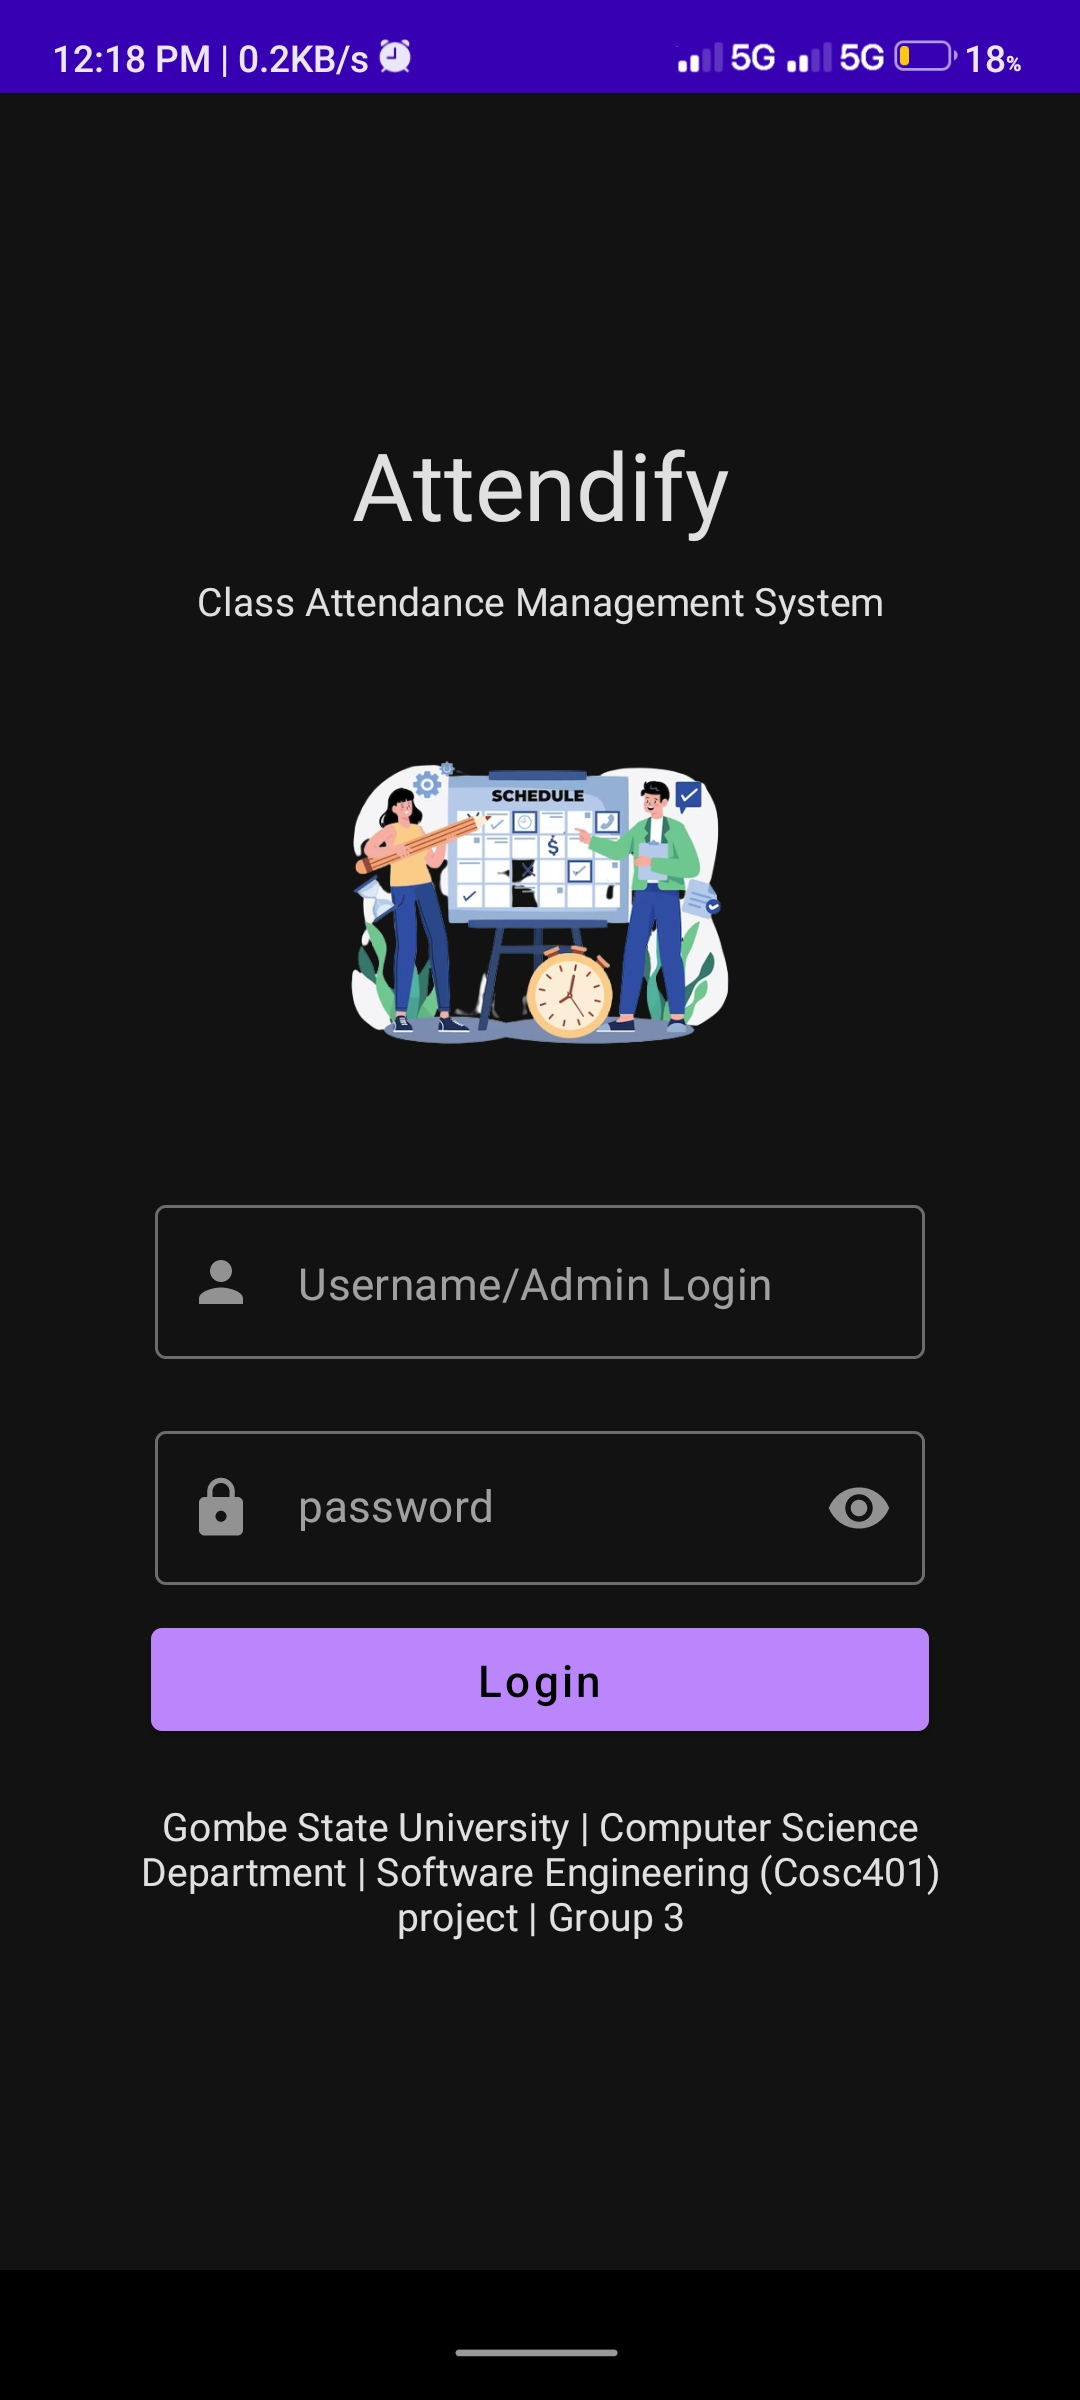 12:18 PM | 0.2KB/s 5G 5G 18%
Attendify
Class Attendance Management System
SCHEDULE
$
Username/Admin Login
password
Login
Gombe State University | Computer Science
Department | Software Engineering (Cosc401)
project | Group 3